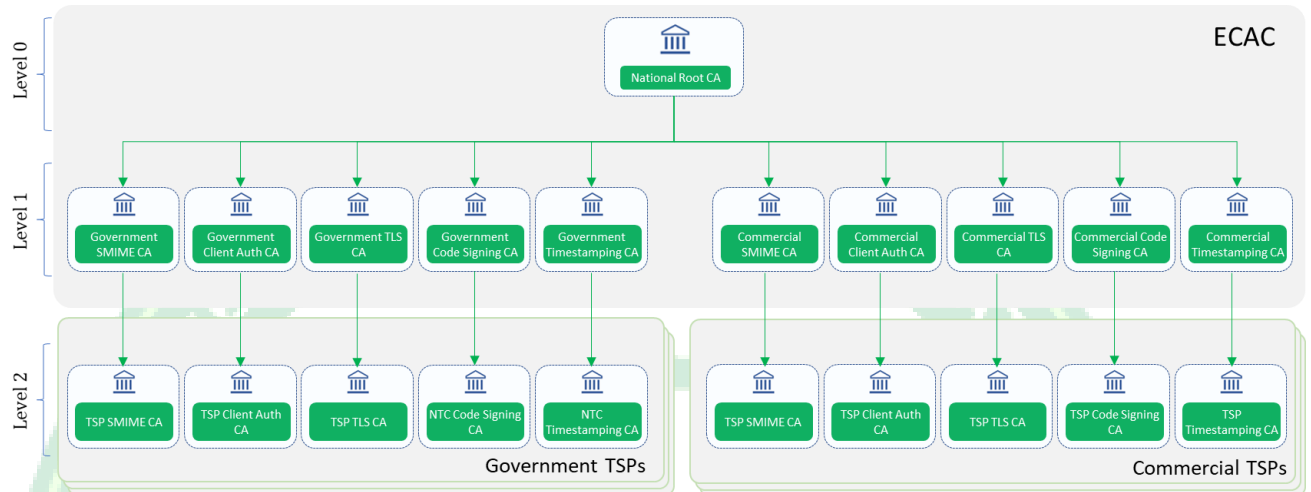 Level 0
ECAC
National Root CA
Level 1
Government
SMIME CA
Government
Client Auth CA
Government TLS
CA
Government
Code Signing CA
Government
Timestamping CA
Commercial
SMIME CA
Commercial
Client Auth CA
Commercial TLS
CA
Commercial Code
Signing CA
Commercial
Timestamping CA
Level 2
TSP SMIME CA
TSP Client Auth
CA
TSP TLS CA
NTC Code Signing
CA
NTC
Timestamping CA
Government TSPs
TSP SMIME CA
TSP Client Auth
CA
TSP TLS CA
TSP Code Signing
CA
TSP
Timestamping CA
Commercial TSPs